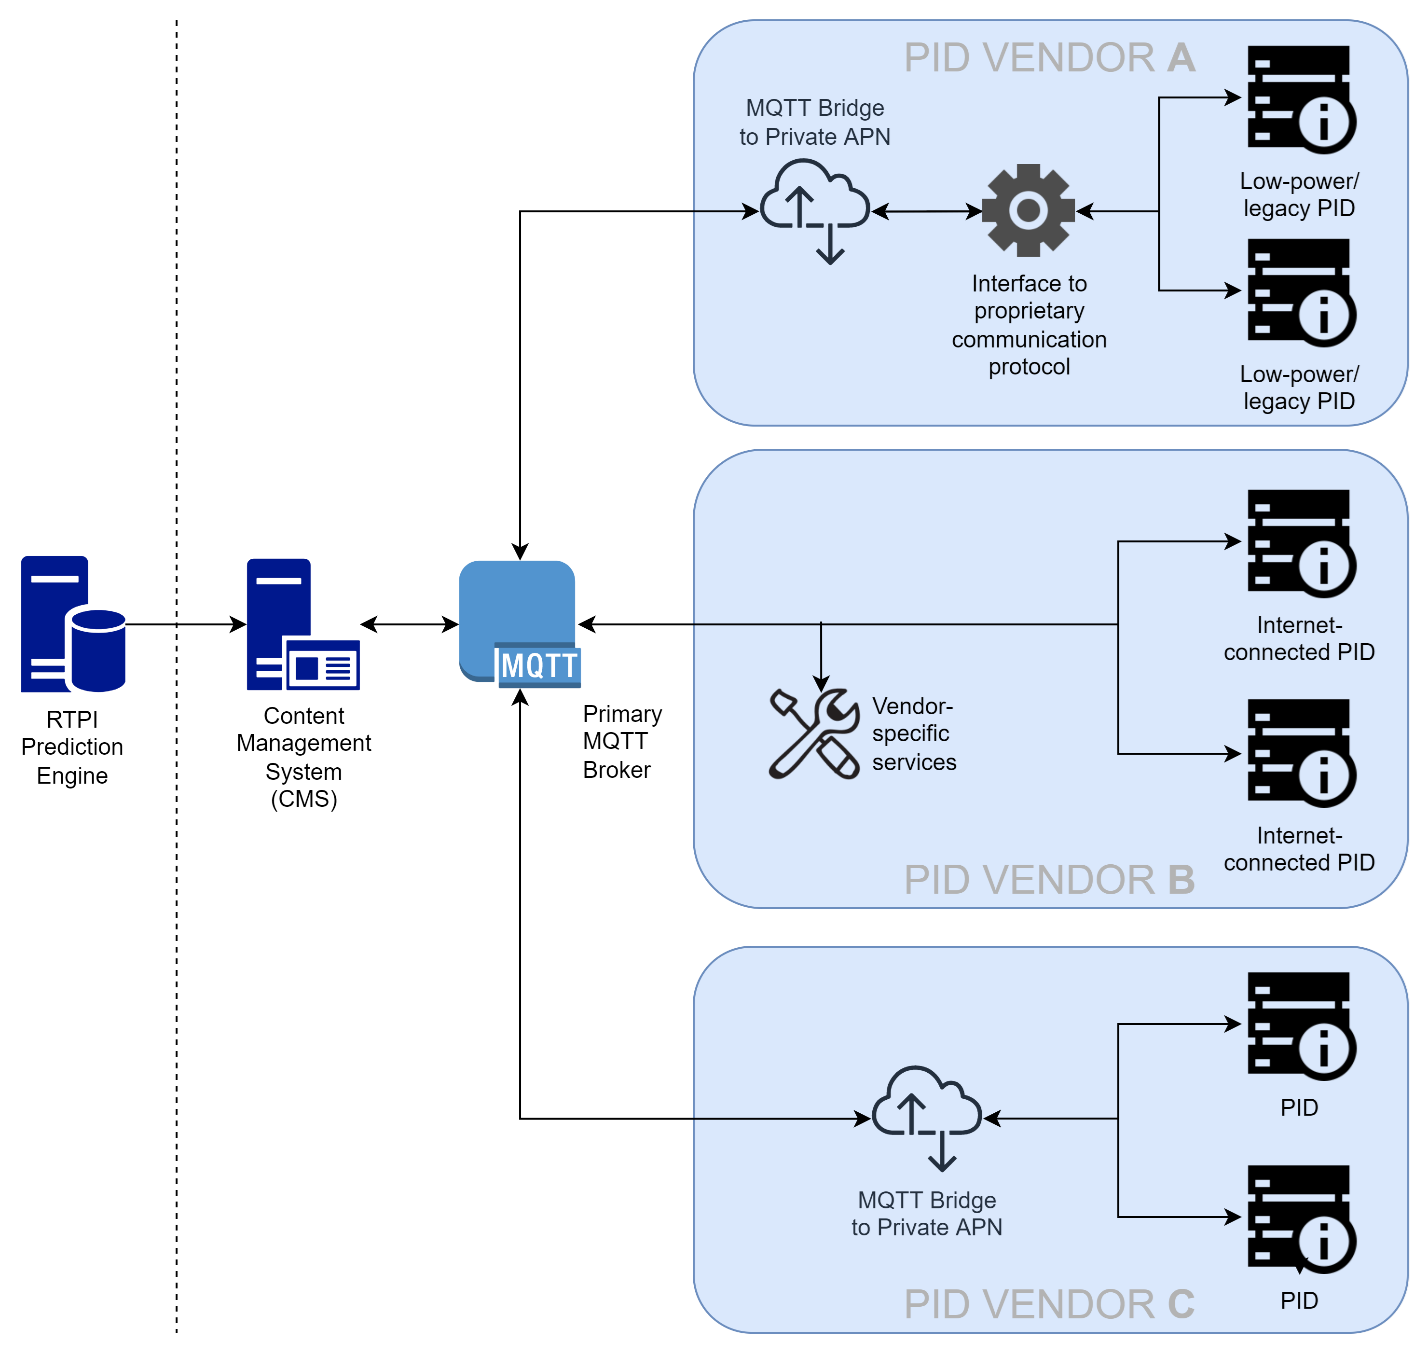 PID VENDOR A
MQTT Bridge
to Private APN
Low-power/
legacy PID
Interface to
proprietary
communication
protocol
Low-power/
legacy PID
RTPI
Prediction
Engine
Content
Management
System
(CMS)
MQTT
Primary
MQTT
Broker
Vendor-
specific
services
Internet-
connected PID
Internet-
connected PID
PID VENDOR B
PID
MQTT Bridge
to Private APN
PID
PID VENDOR C